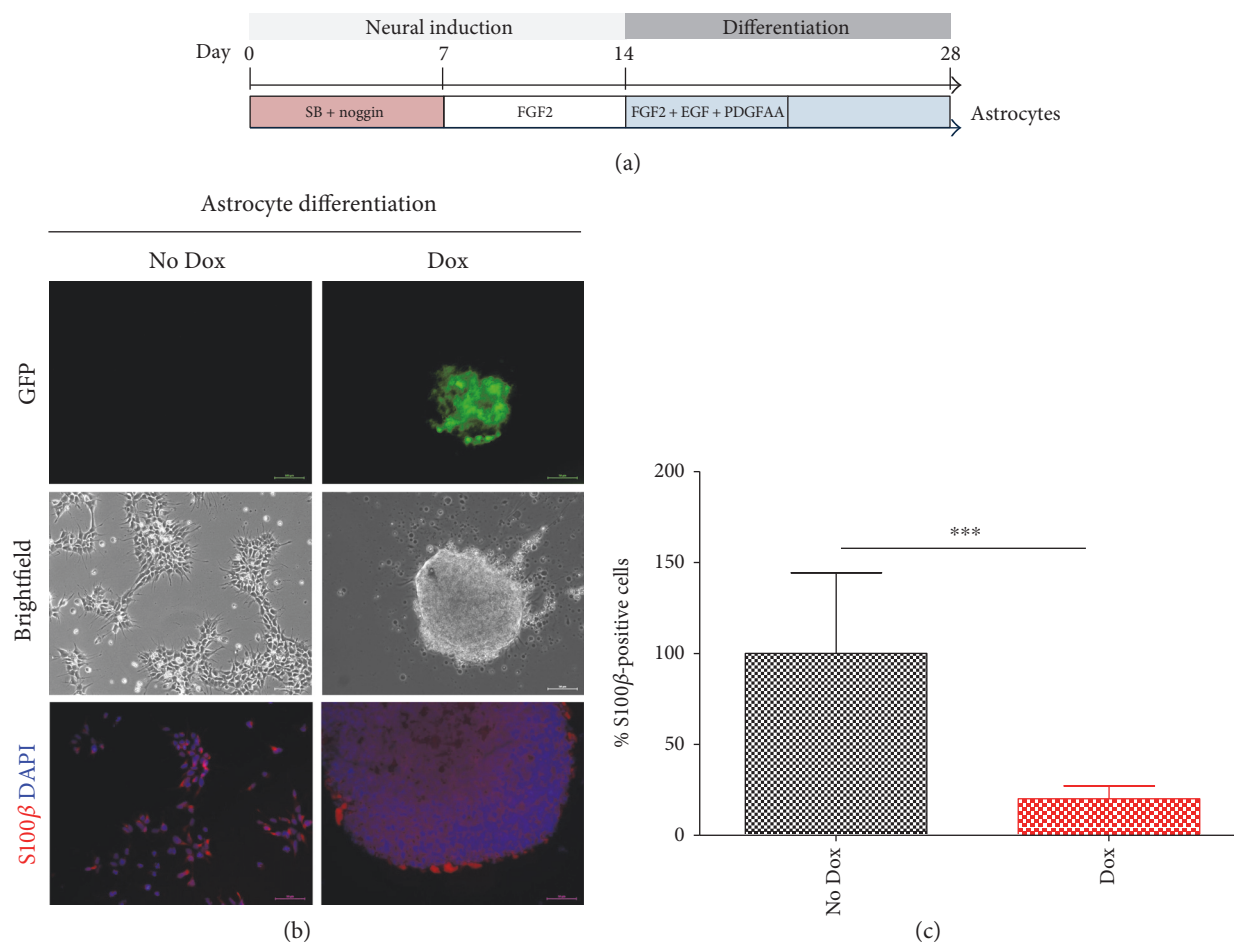 Neural induction Differentiation
Day 0 7 14 28
SB + noggin FGF2 FGF2 + EGF + PDGFAA Astrocytes
(a)
Astrocyte differentiation
No Dox Dox
GFP
Brightfield
S100β DAPI
(b)
200
150
100
50
0
% S100β-positive cells
***
No Dox
Dox
(c)